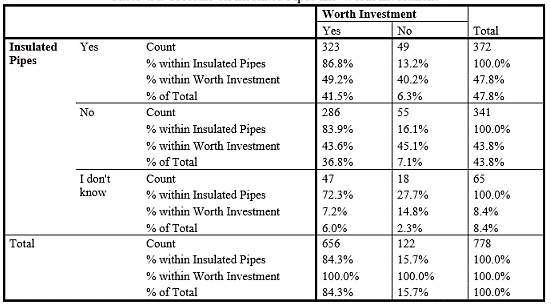 Worth Investment
Yes No Total
Insulated Pipes Yes Count 323 49 372
% within Insulated Pipes 86.8% 13.2% 100.0%
% within Worth Investment 49.2% 40.2% 47.8%
% of Total 41.5% 6.3% 47.8%
No Count 286 55 341
% within Insulated Pipes 83.9% 16.1% 100.0%
% within Worth Investment 43.6% 45.1% 43.8%
% of Total 36.8% 7.1% 43.8%
I don't know Count 47 18 65
% within Insulated Pipes 72.3% 27.7% 100.0%
% within Worth Investment 7.2% 14.8% 8.4%
% of Total 6.0% 2.3% 8.4%
Total Count 656 122 778
% within Insulated Pipes 84.3% 15.7% 100.0%
% within Worth Investment 100.0% 100.0% 100.0%
% of Total 84.3% 15.7% 100.0%